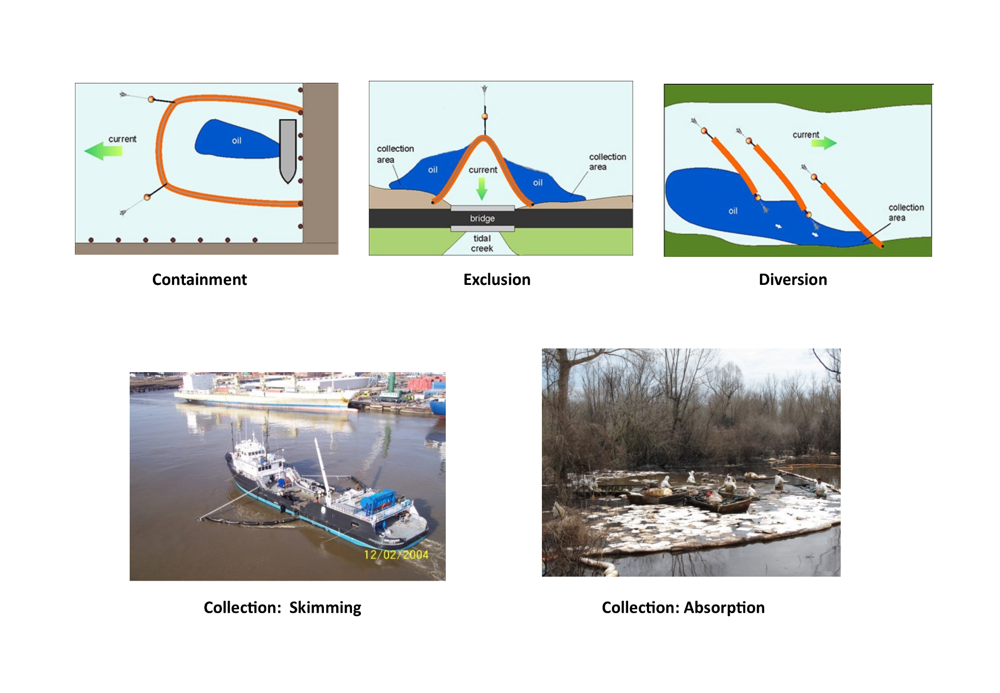 current
oil
Containment
collection
area
oil
current
oil
collection
area
bridge
tidal
creek
Exclusion
current
oil
collection
area
Diversion
DELRIVER
12/02/2004
Collection:  Skimming
Collection: Absorption